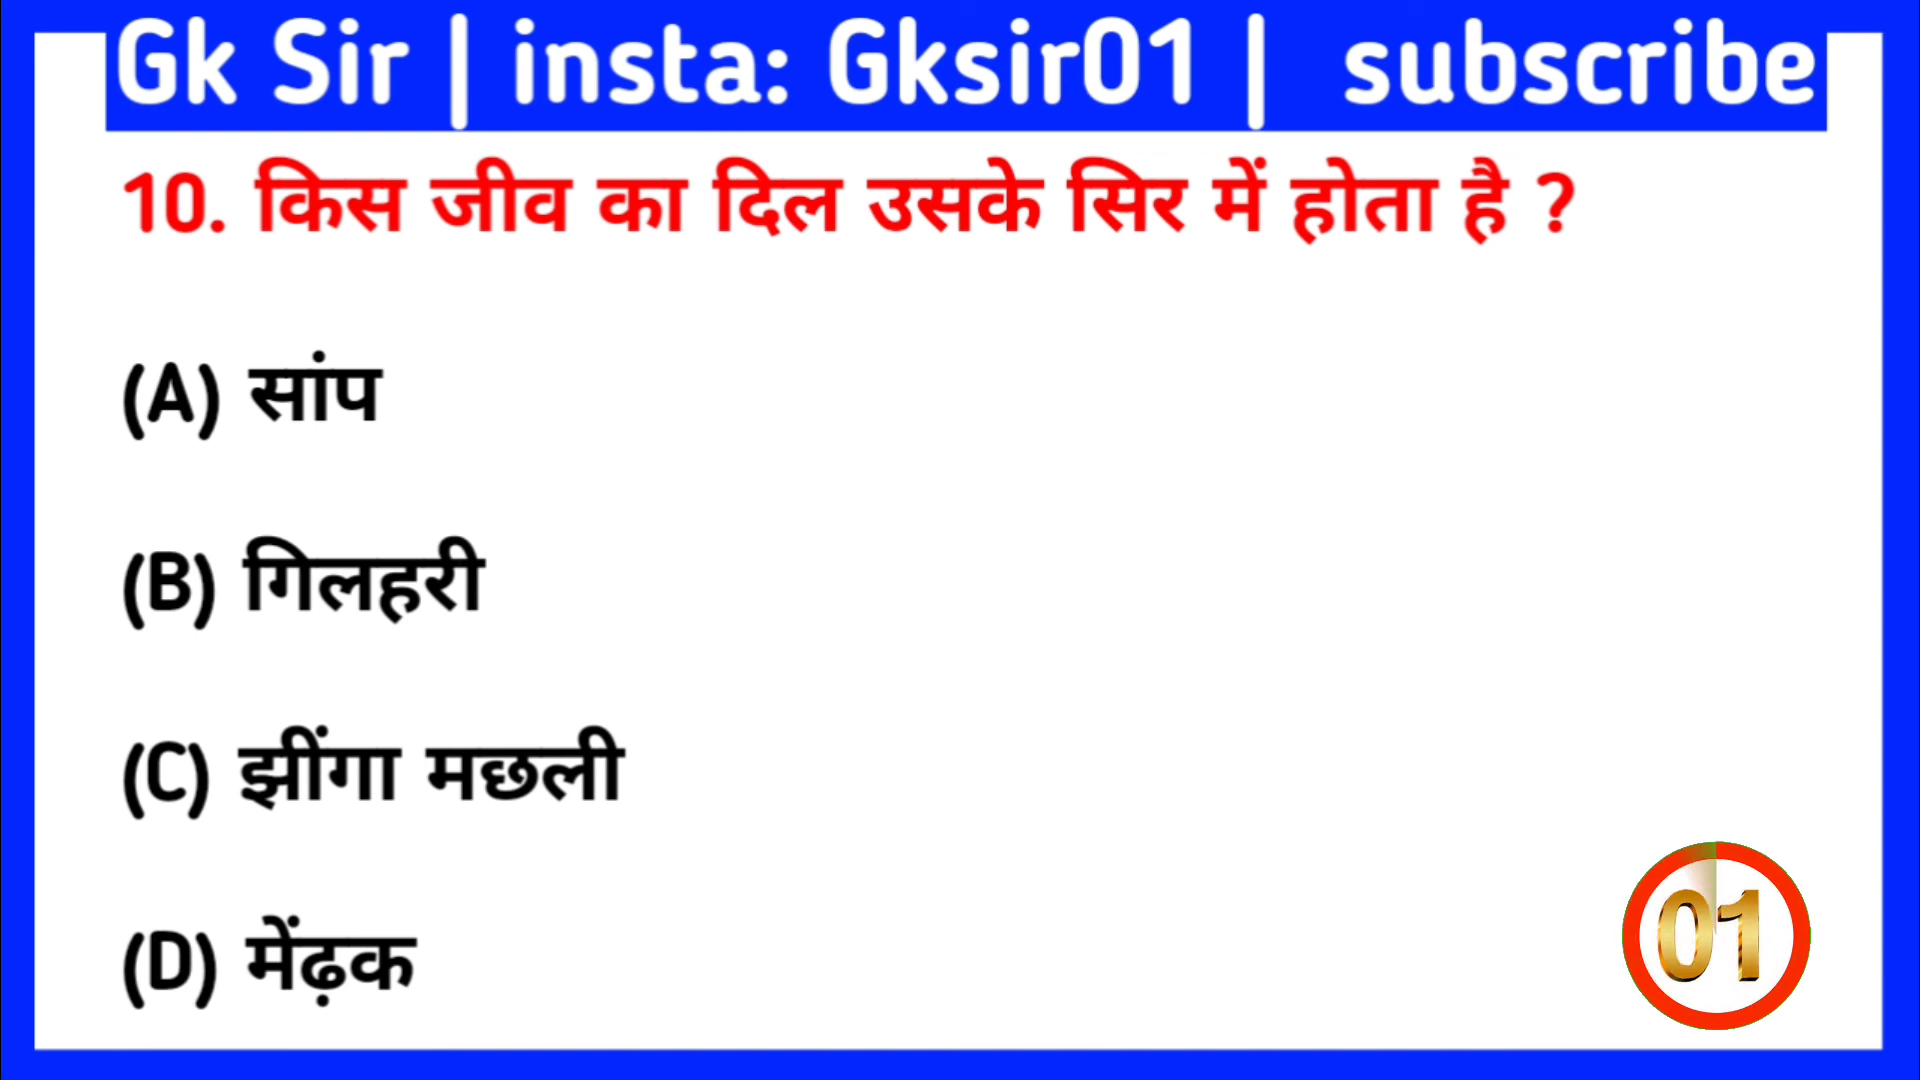 Gk Sir | insta: Gksir01 | subscribe
10. किस जीव का दिल उसके सिर में होता है ?
(A) सांप
(B) गिलहरी
(C) झींगा मछली
(D) मेंढ़क
01